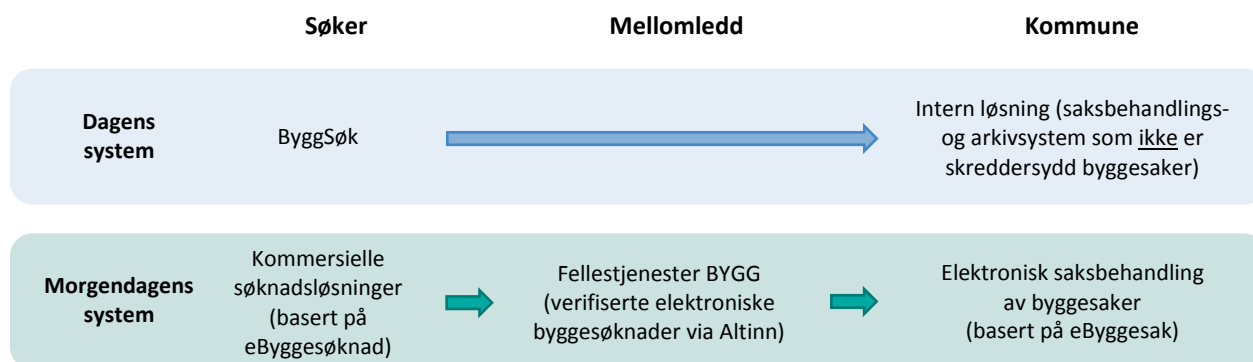 Søker
Mellomledd
Kommune
Dagens
system
ByggSøk
Intern løsning (saksbehandlings-
og arkivsystem som ikke er
skreddersydd byggesaker)
Morgendagens
system
Kommersielle
søknadsløsninger
(basert på
eByggesøknad)
Fellestjenester BYGG
(verifiserte elektroniske
byggesøknader via Altinn)
Elektronisk saksbehandling
av byggesaker
(basert på eByggesak)